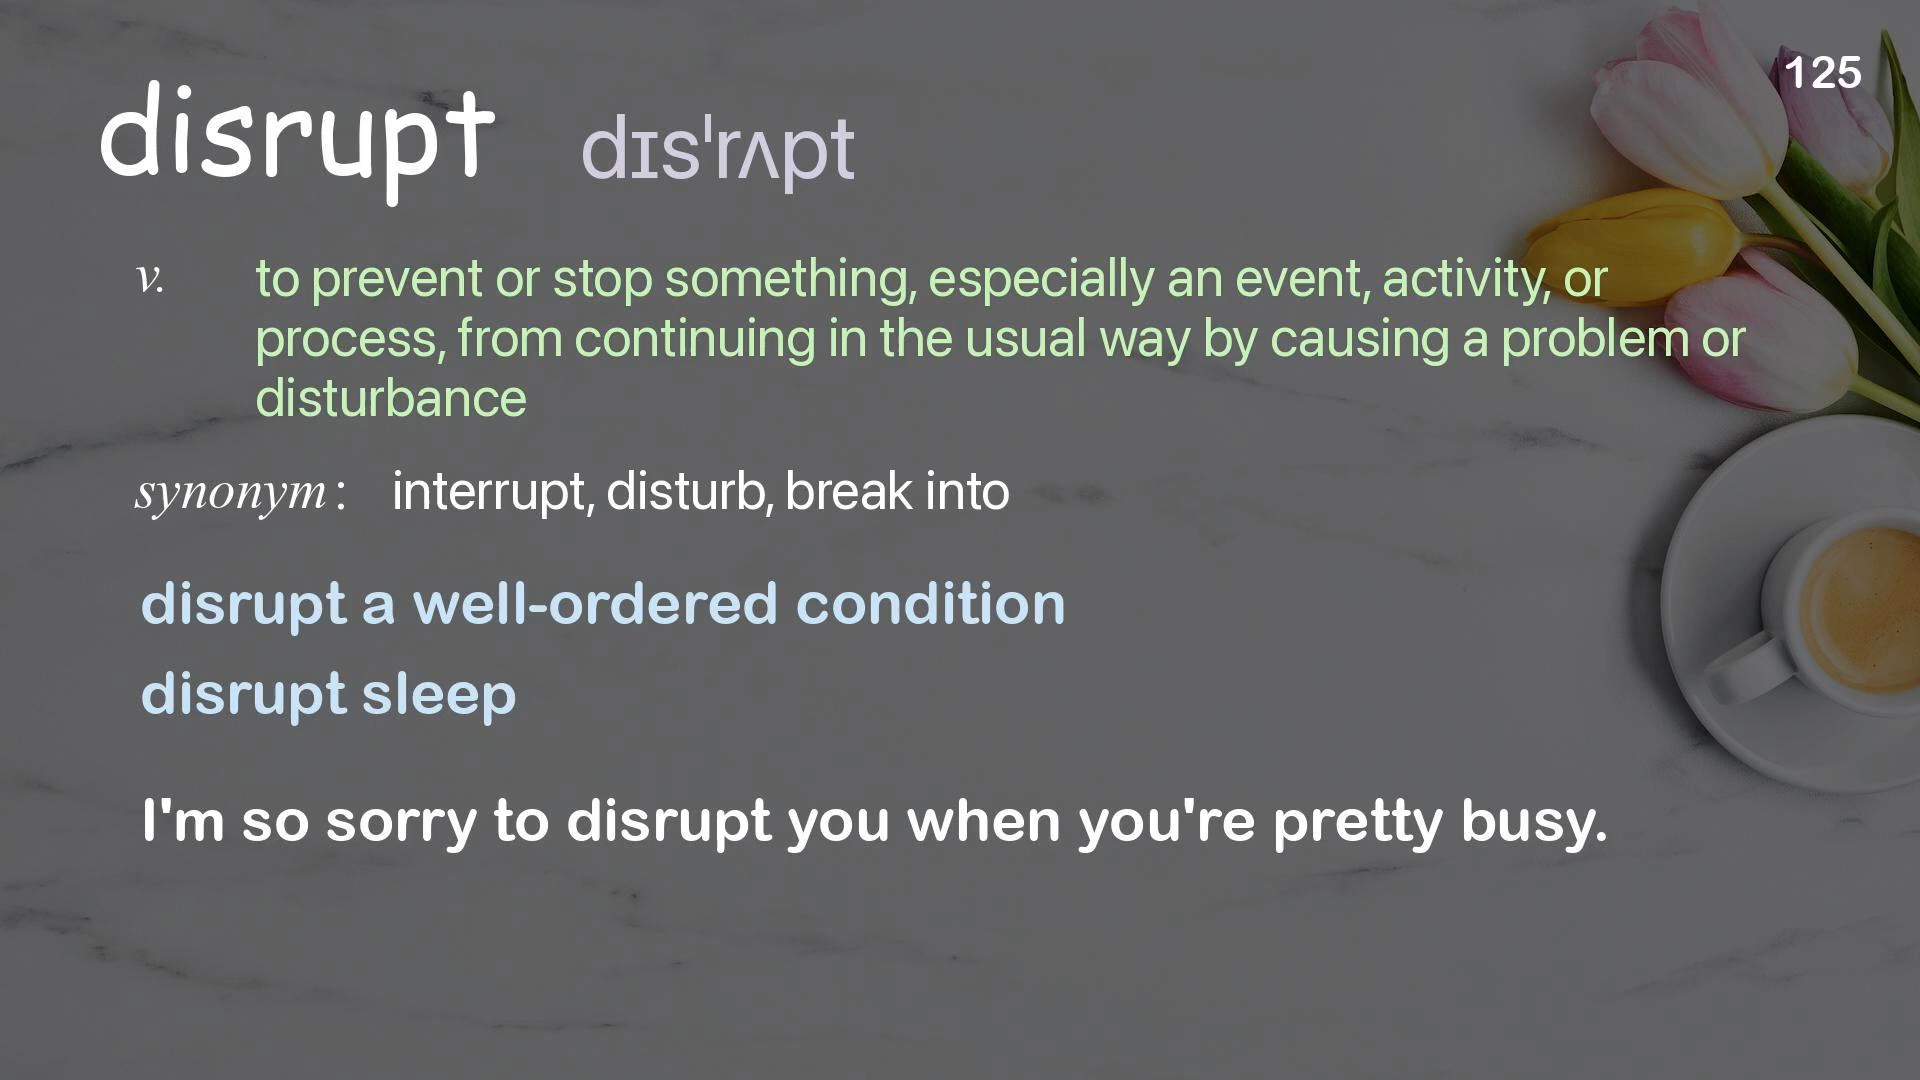 125
disrupt dɪsˈrʌpt
v. to prevent or stop something, especially an event, activity, or
process, from continuing in the usual way by causing a problem or
disturbance
synonym : interrupt, disturb, break into
disrupt a well-ordered condition
disrupt sleep
I'm so sorry to disrupt you when you're pretty busy.